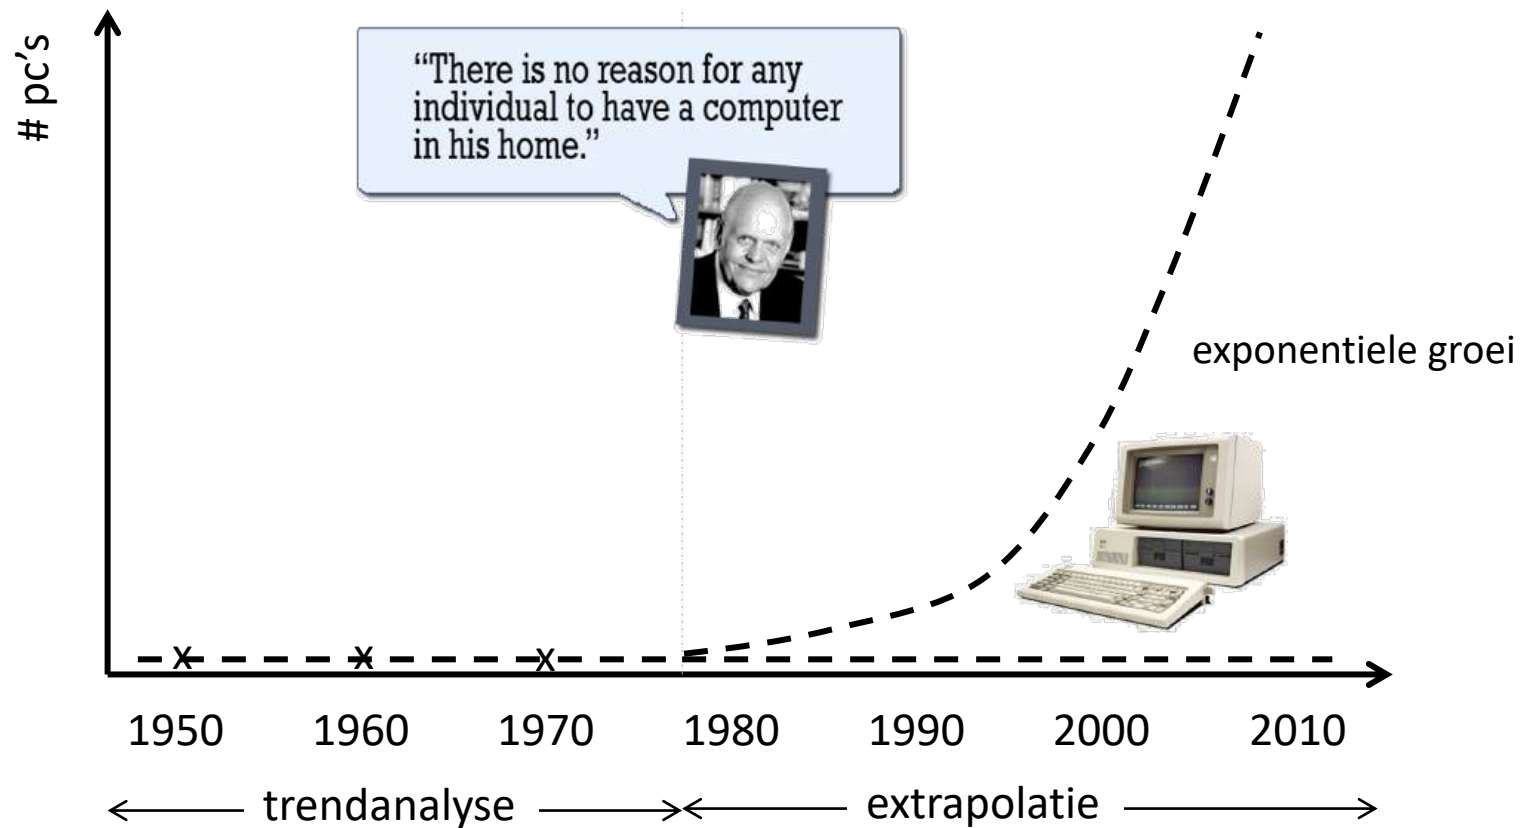 # pc’s
“There is no reason for any
individual to have a computer
in his home.”
exponentiele groei
x x x
1950 1960 1970 1980 1990 2000 2010
trendanalyse extrapolatie